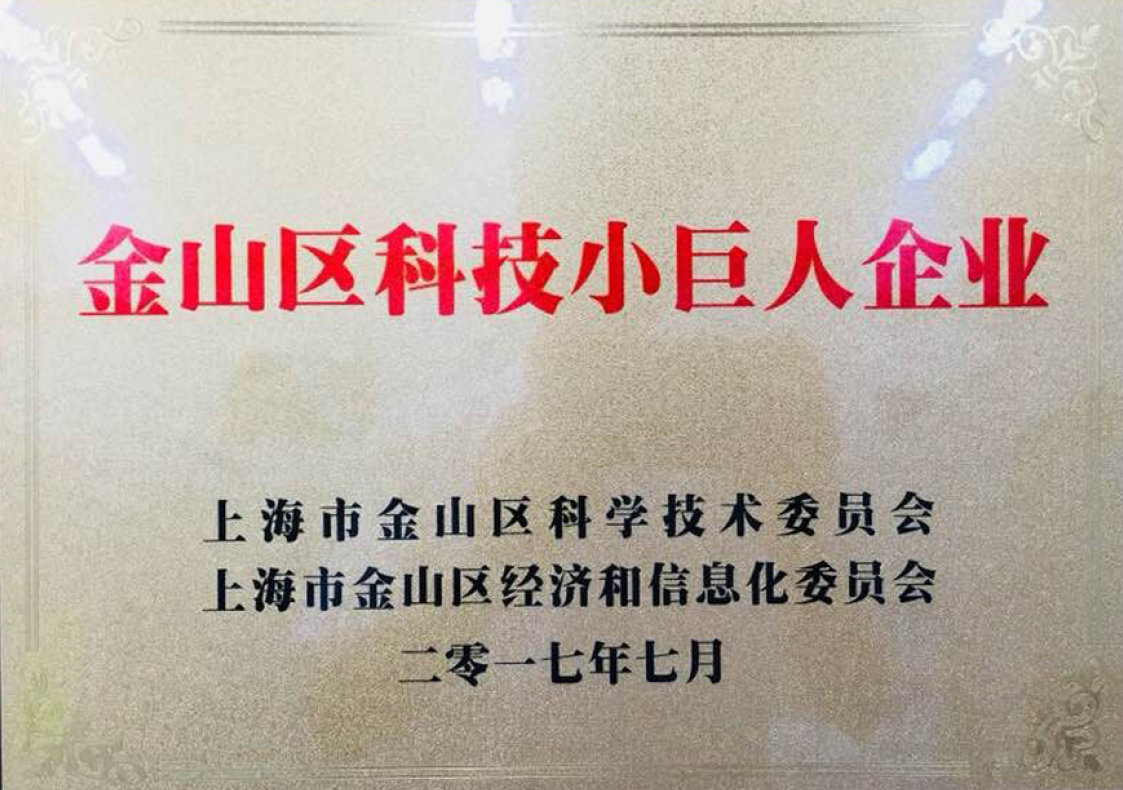 金山区科技小巨人企业
上海市金山区科学技术委员会
上海市金山区经济和信息化委员会
二零一七年七月